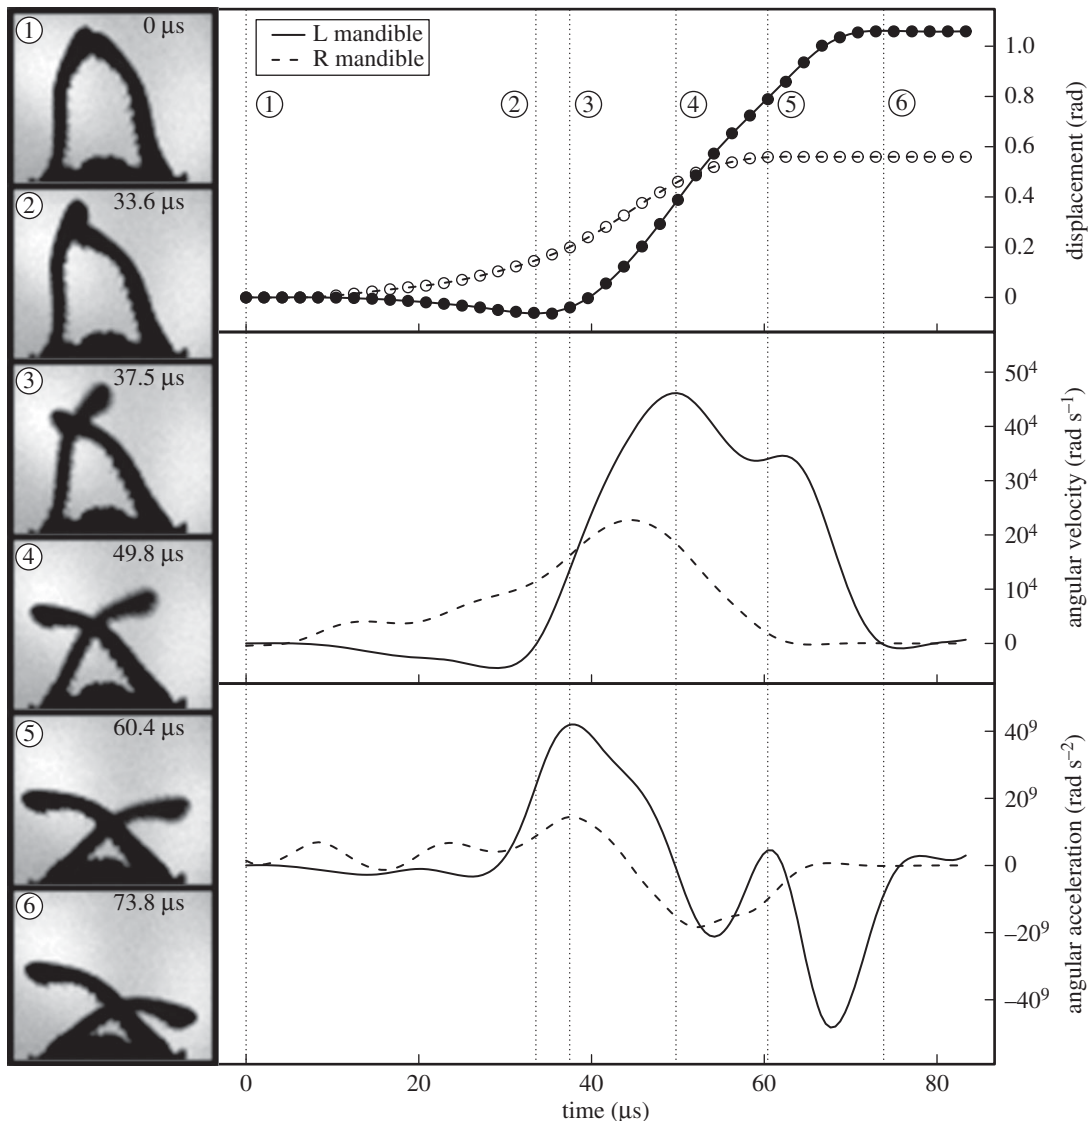 ① 0 µs
② 33.6 µs
③ 37.5 µs
④ 49.8 µs
⑤ 60.4 µs
⑥ 73.8 µs
L mandible
R mandible
① ② ③ ④ ⑤ ⑥
1.0
0.8
0.6
0.4
0.2
0
displacement (rad)
50⁴
40⁴
30⁴
20⁴
10⁴
0
angular velocity (rad s⁻¹)
40⁹
20⁹
0
–20⁹
–40⁹
angular acceleration (rad s⁻²)
0 20 40 60 80
time (µs)